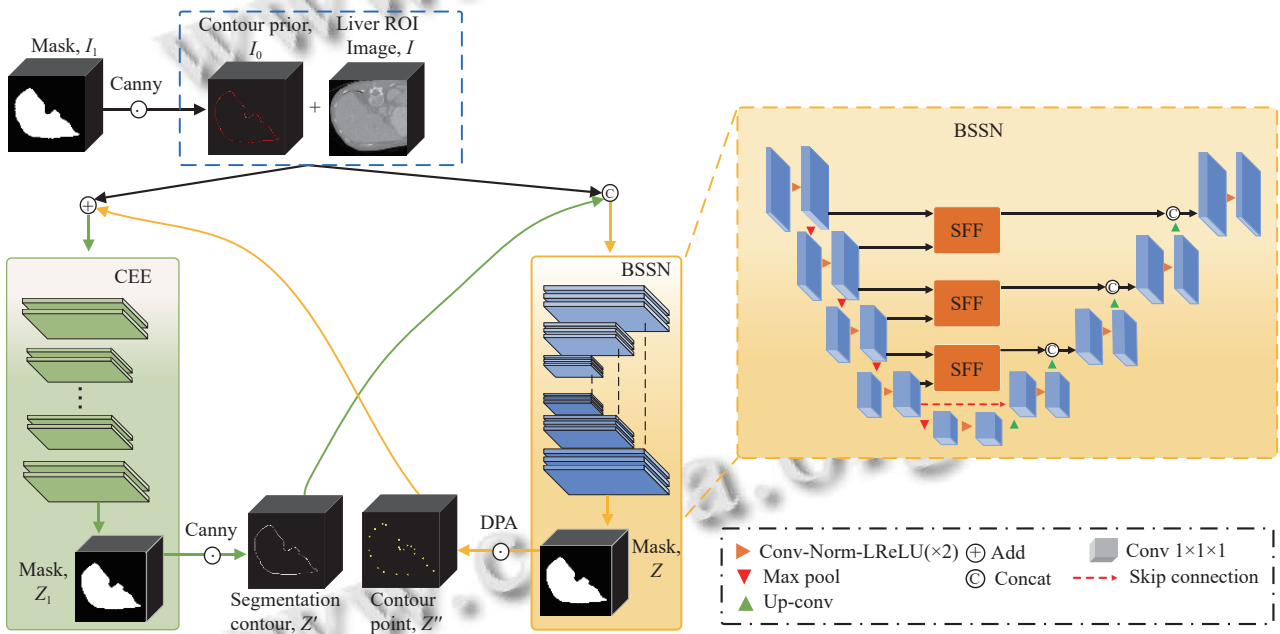 Contour prior,
I₀
Liver ROI
Image, I
Mask, I₁
Canny
+
CEE
BSSN
Mask,
Z₁
Canny
Segmentation
contour, Z′
Contour
point, Z″
DPA
Mask,
Z
BSSN
SFF
C
SFF
C
SFF
C
Conv-Norm-LReLU(×2)
Max pool
Up-conv
Add
C Concat
Conv 1×1×1
Skip connection